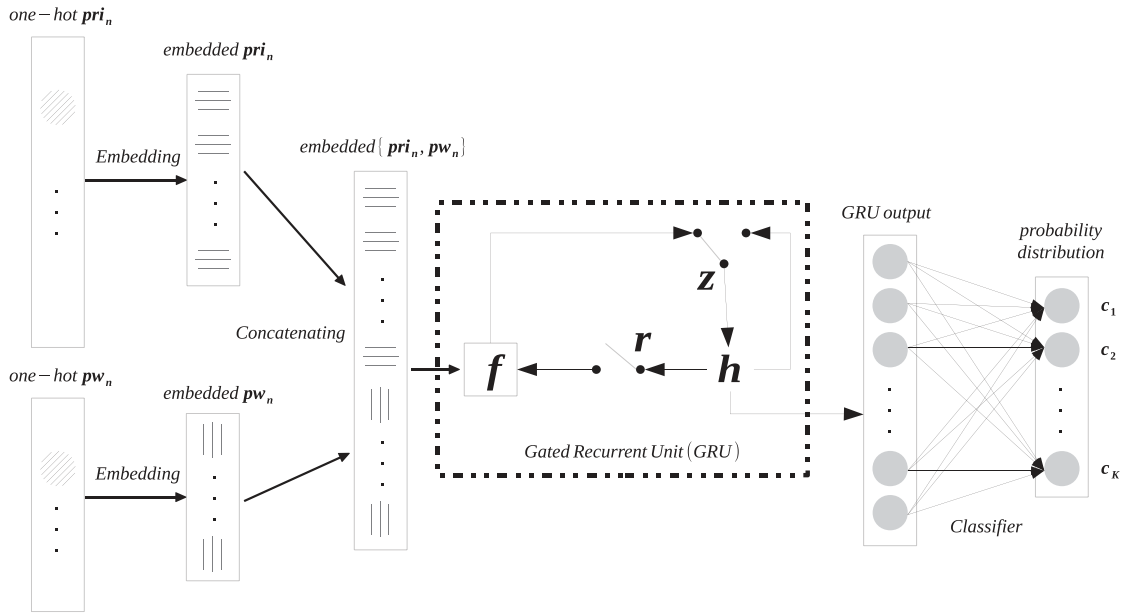 one-hot pri_n
embedded pri_n
Embedding
embedded{ pri_n, pw_n}
Concatenating
one-hot pw_n
embedded pw_n
Embedding
z
r
f
h
Gated Recurrent Unit (GRU)
GRU output
probability
distribution
c_1
c_2
c_K
Classifier